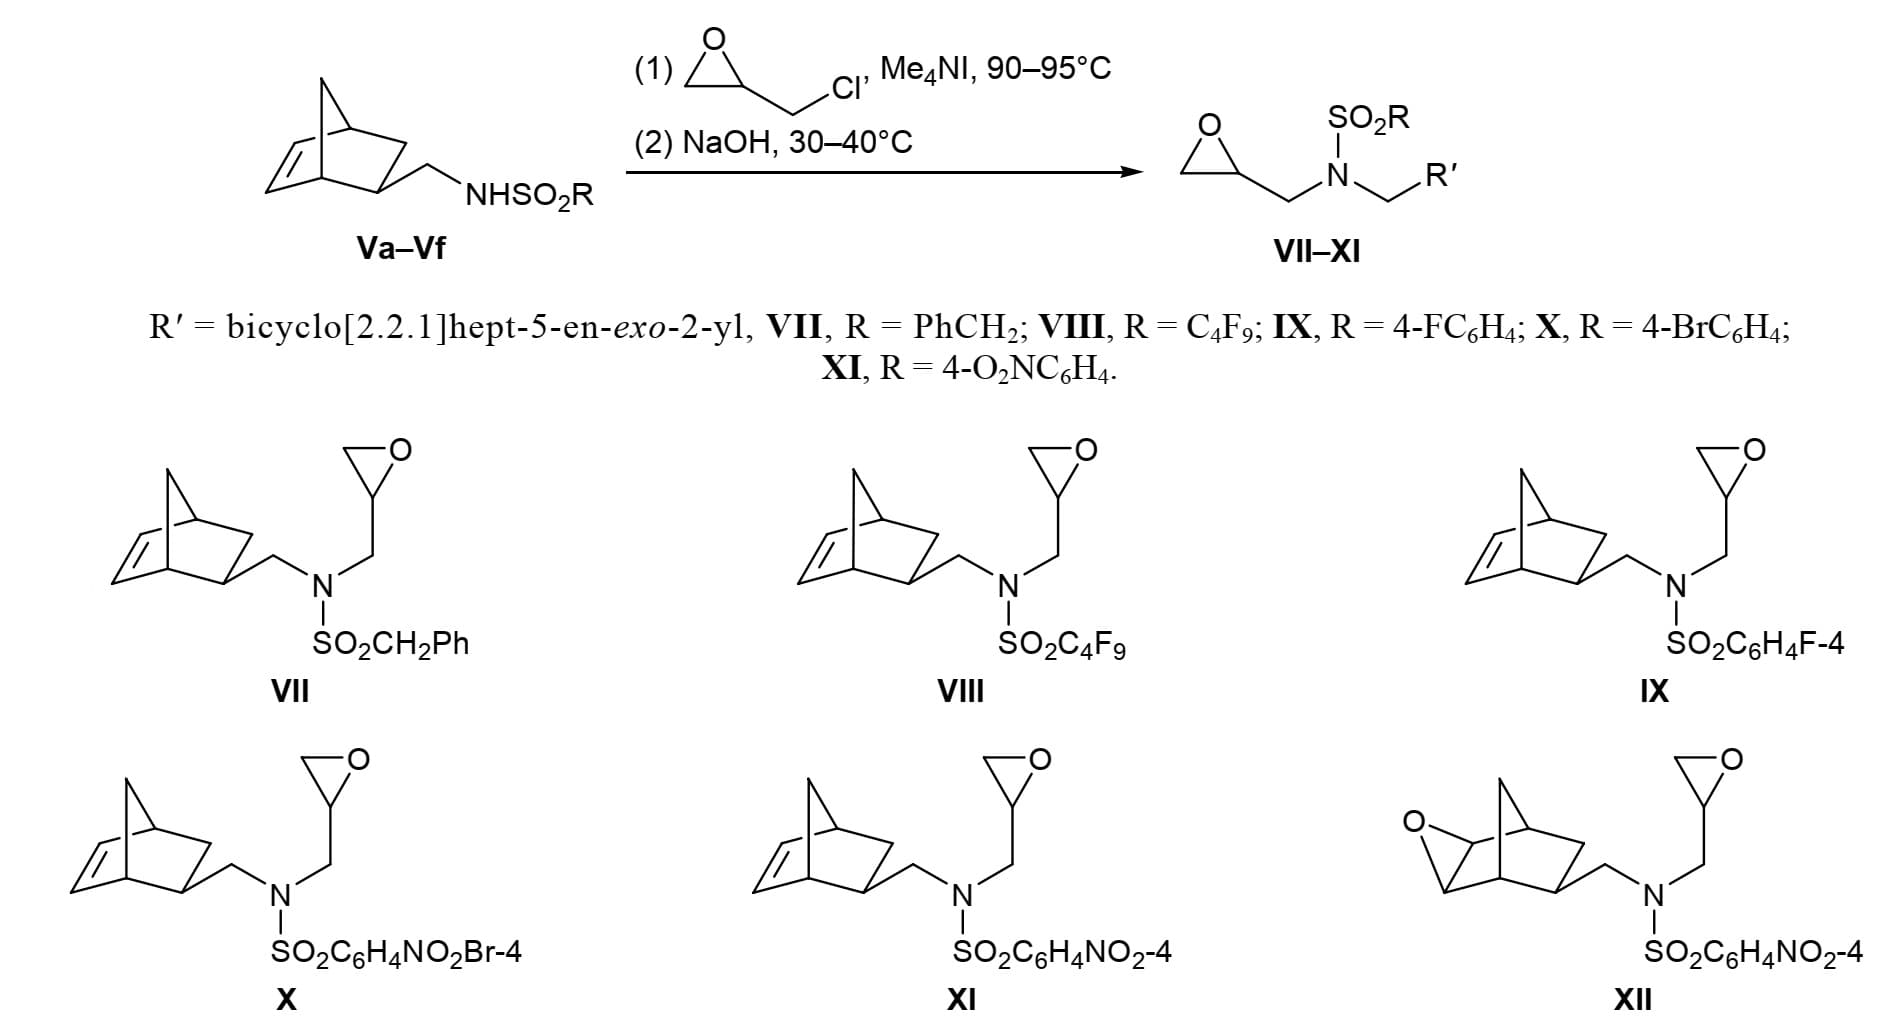 O
(1)
Cl, Me₄NI, 90–95°C
(2) NaOH, 30–40°C
NHSO₂R
Va–Vf
O
SO₂R
N
R′
VII–XI
R′ = bicyclo[2.2.1]hept-5-en-exo-2-yl, VII, R = PhCH₂; VIII, R = C₄F₉; IX, R = 4-FC₆H₄; X, R = 4-BrC₆H₄;
XI, R = 4-O₂NC₆H₄.
O
N
SO₂CH₂Ph
VII
O
N
SO₂C₄F₉
VIII
O
N
SO₂C₆H₄F-4
IX
O
N
SO₂C₆H₄NO₂Br-4
X
O
N
SO₂C₆H₄NO₂-4
XI
O
O
N
SO₂C₆H₄NO₂-4
XII